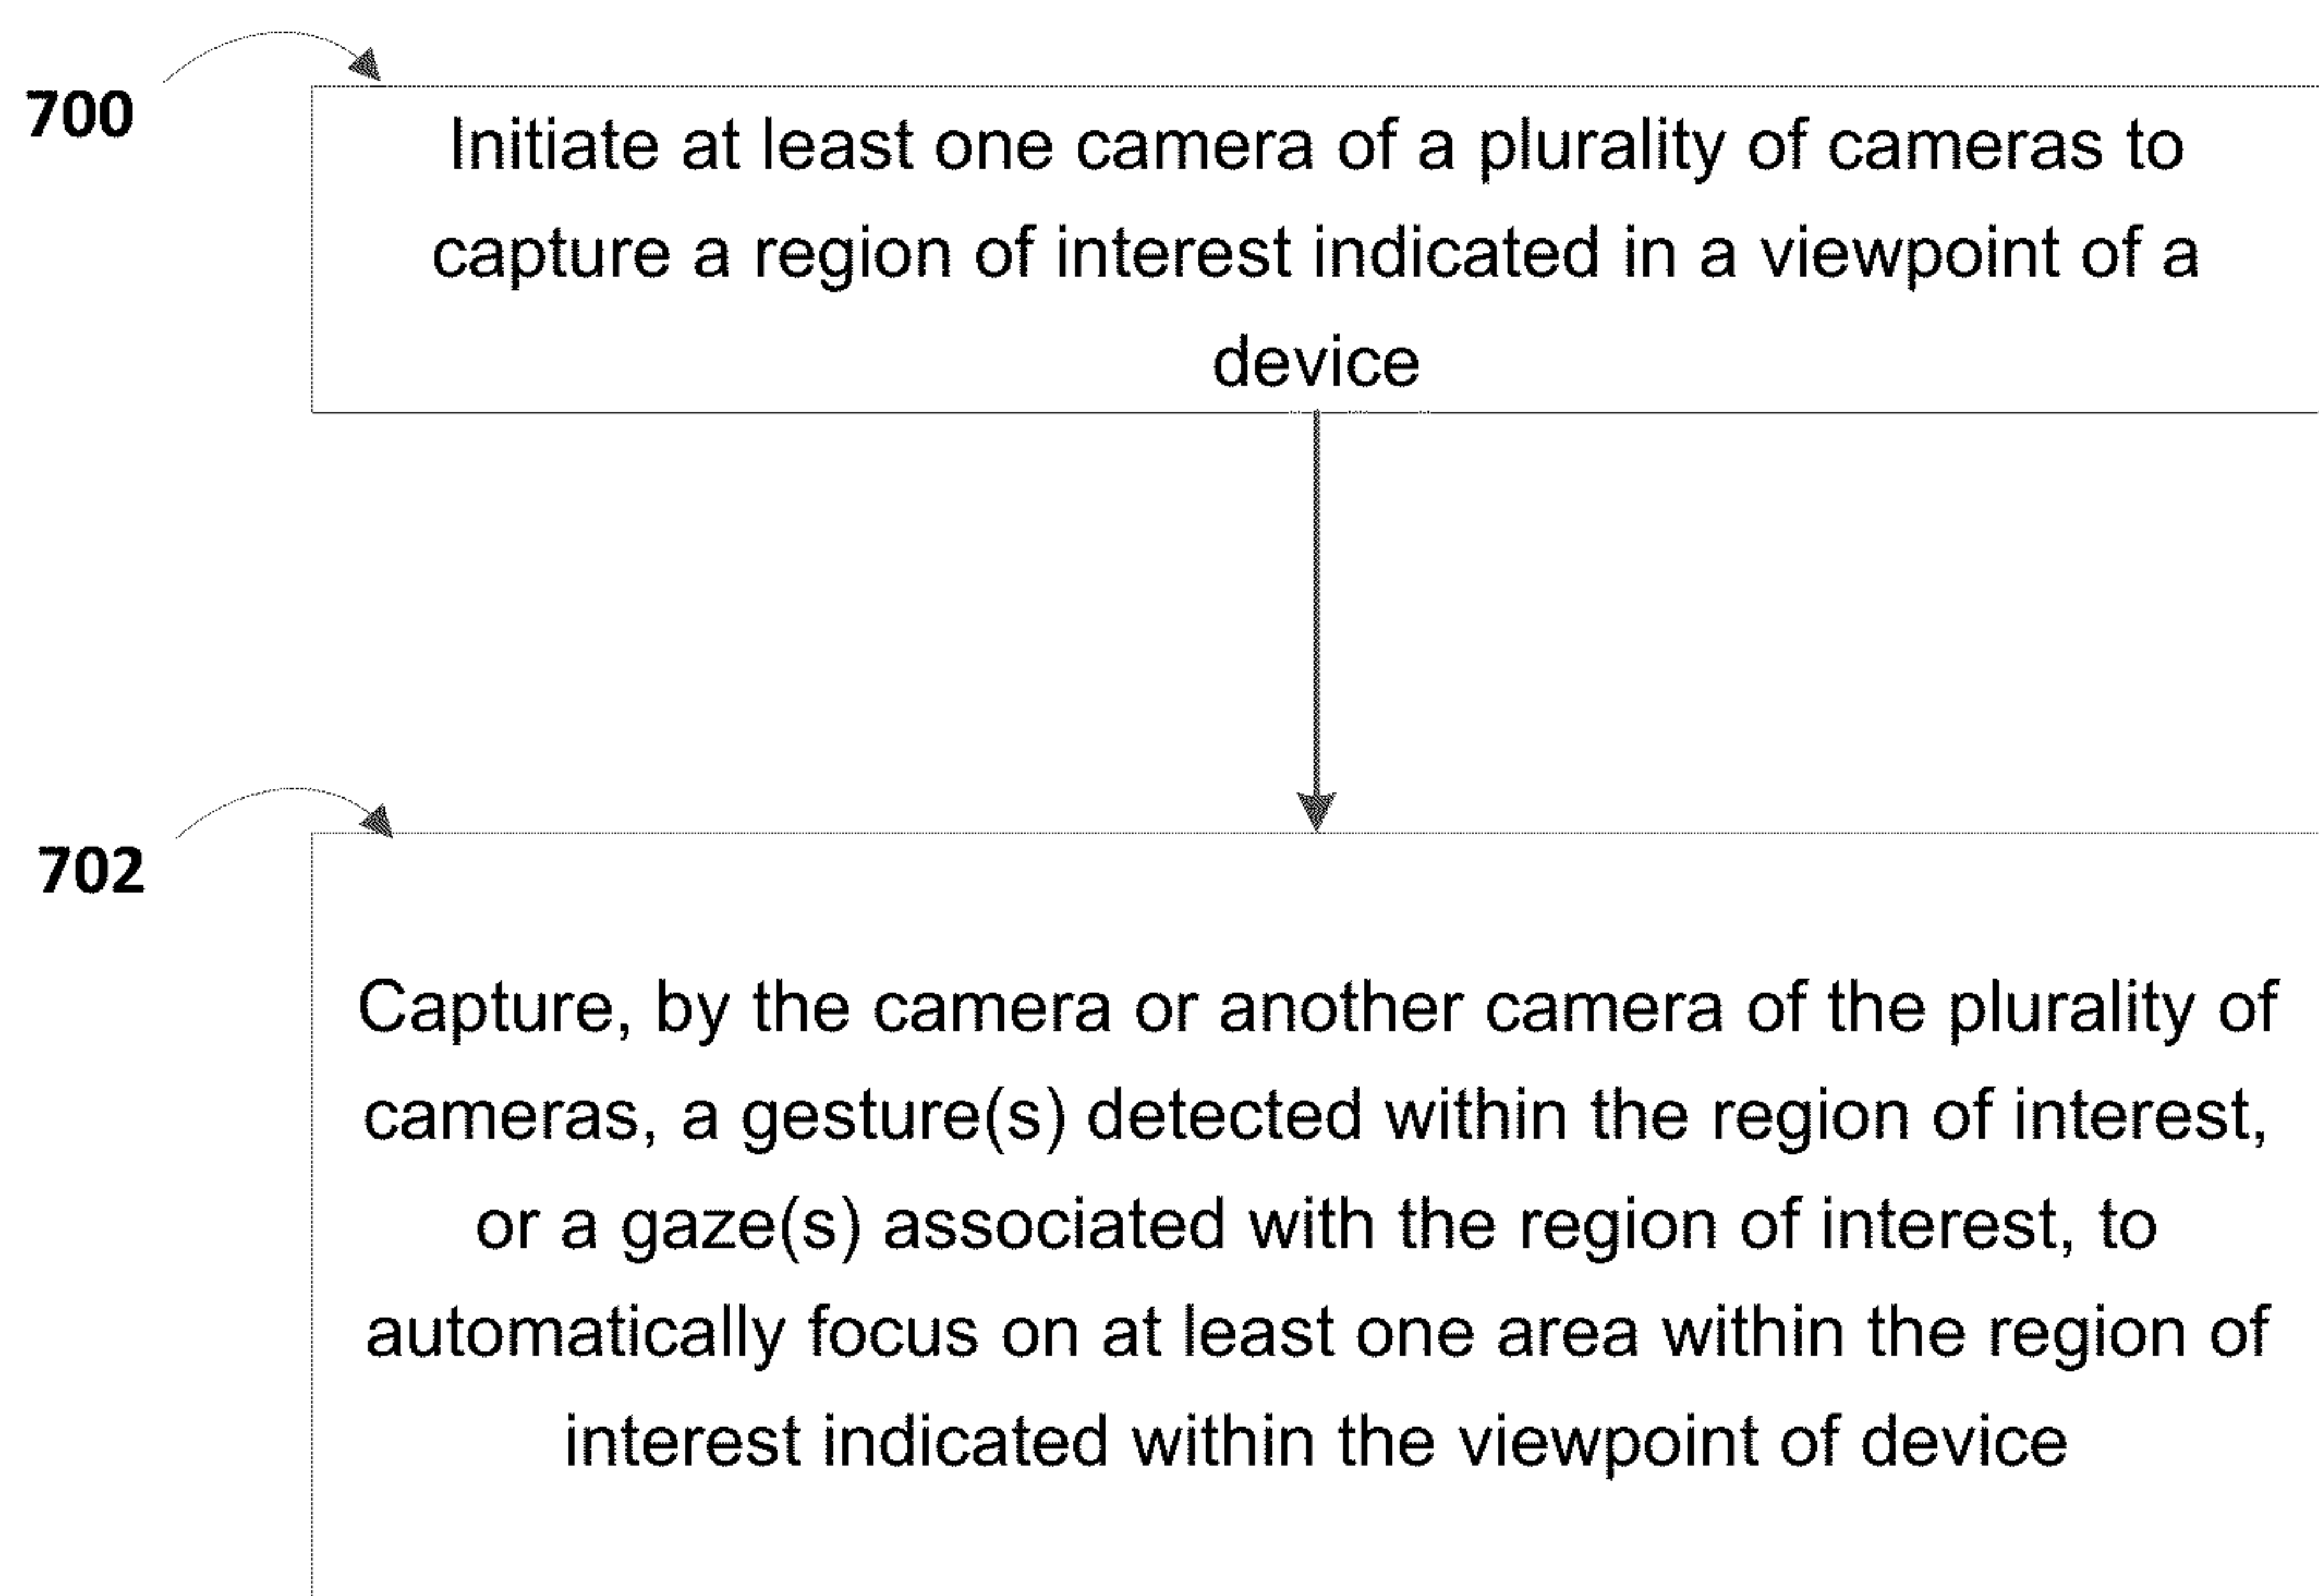 700
Initiate at least one camera of a plurality of cameras to
capture a region of interest indicated in a viewpoint of a
device
702
Capture, by the camera or another camera of the plurality of
cameras, a gesture(s) detected within the region of interest,
or a gaze(s) associated with the region of interest, to
automatically focus on at least one area within the region of
interest indicated within the viewpoint of device